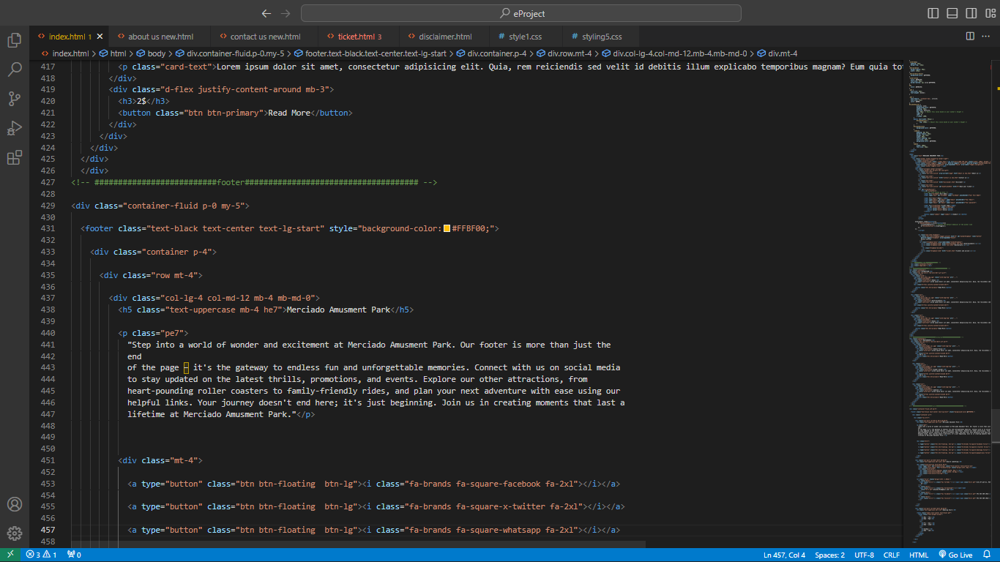 eProject
index.html 1
about us new.html
contact us new.html
ticket.html 3
disclaimer.html
style1.css
styling5.css
index.html > html > body > div.container-fluid.p-0.my-5 > footer.text-black.text-center.text-lg-start > div.container.p-4 > div.row.mt-4 > div.col-lg-4.col-md-12.mb-4.mb-md-0 > div.mt-4
417 <p class="card-text">Lorem ipsum dolor sit amet, consectetur adipisicing elit. Quia, rem reiciendis sed velit id debitis illum explicabo temporibus magnam? Eum quia tot
418 </div>
419 <div class="d-flex justify-content-around mb-3">
420 <h3>2$</h3>
421 <button class="btn btn-primary">Read More</button>
422 </div>
423 </div>
424 </div>
425 </div>
426 </div>
427 <!-- ##########################footer##################################### -->
428
429 <div class="container-fluid p-0 my-5">
430
431 <footer class="text-black text-center text-lg-start" style="background-color:#FFBF00;">
432
433 <div class="container p-4">
434
435 <div class="row mt-4">
436
437 <div class="col-lg-4 col-md-12 mb-4 mb-md-0">
438 <h5 class="text-uppercase mb-4 he7">Merciado Amusment Park</h5>
439
440 <p class="pe7">
441 "Step into a world of wonder and excitement at Merciado Amusment Park. Our footer is more than just the
442 end
443 of the page – it's the gateway to endless fun and unforgettable memories. Connect with us on social media
444 to stay updated on the latest thrills, promotions, and events. Explore our other attractions, from
445 heart-pounding roller coasters to family-friendly rides, and plan your next adventure with ease using our
446 helpful links. Your journey doesn't end here; it's just beginning. Join us in creating moments that last a
447 lifetime at Merciado Amusment Park."</p>
448
449
450
451 <div class="mt-4">
452
453 <a type="button" class="btn btn-floating  btn-lg"><i class="fa-brands fa-square-facebook fa-2xl"></i></a>
454
455 <a type="button" class="btn btn-floating  btn-lg"><i class="fa-brands fa-square-x-twitter fa-2xl"></i></a>
456
457 <a type="button" class="btn btn-floating  btn-lg"><i class="fa-brands fa-square-whatsapp fa-2xl"></i></a>
458
3 1 0 Ln 457, Col 4 Spaces: 2 UTF-8 CRLF HTML Go Live